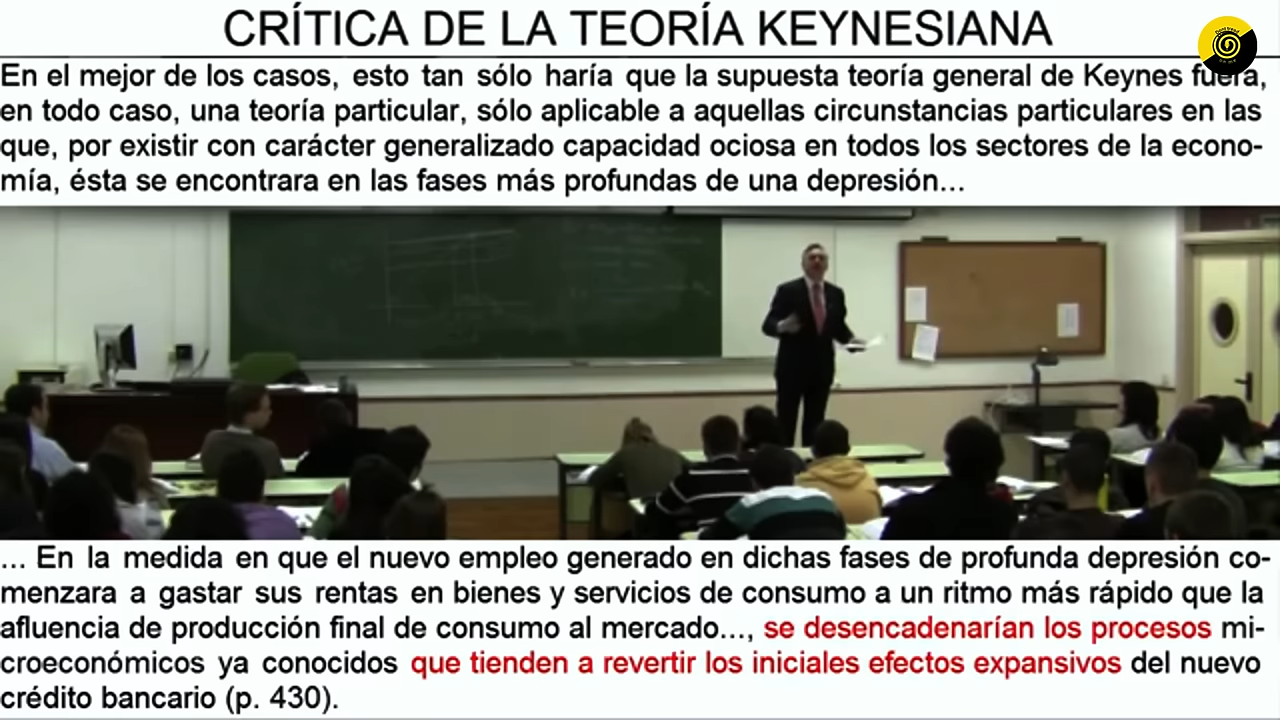 CRÍTICA DE LA TEORÍA KEYNESIANA
En el mejor de los casos, esto tan sólo haría que la supuesta teoría general de Keynes fuera,
en todo caso, una teoría particular, sólo aplicable a aquellas circunstancias particulares en las
que, por existir con carácter generalizado capacidad ociosa en todos los sectores de la econo-
mía, ésta se encontrara en las fases más profundas de una depresión...
... En la medida en que el nuevo empleo generado en dichas fases de profunda depresión co-
menzara a gastar sus rentas en bienes y servicios de consumo a un ritmo más rápido que la
afluencia de producción final de consumo al mercado..., se desencadenarían los procesos mi-
croeconómicos ya conocidos que tienden a revertir los iniciales efectos expansivos del nuevo
crédito bancario (p. 430).